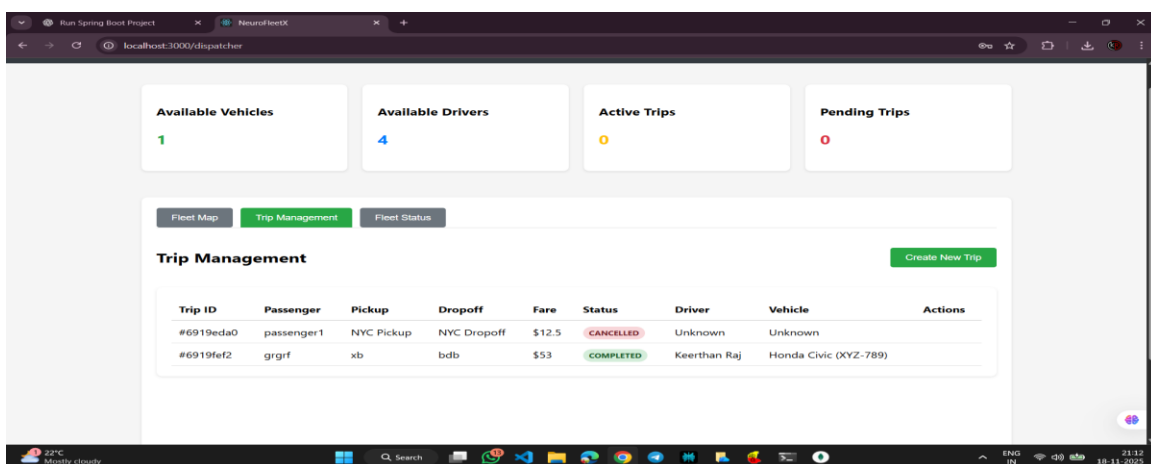 Run Spring Boot Project
NeuroFleetX
localhost:3000/dispatcher
Available Vehicles
1
Available Drivers
4
Active Trips
0
Pending Trips
0
Fleet Map Trip Management Fleet Status
Trip Management
Create New Trip
Trip ID Passenger Pickup Dropoff Fare Status Driver Vehicle Actions
#6919eda0 passenger1 NYC Pickup NYC Dropoff $12.5 CANCELLED Unknown Unknown
#6919fef2 grgrf xb bdb $53 COMPLETED Keerthan Raj Honda Civic (XYZ-789)
22°C
Mostly cloudy
Search
ENG
IN
21:12
18-11-2025